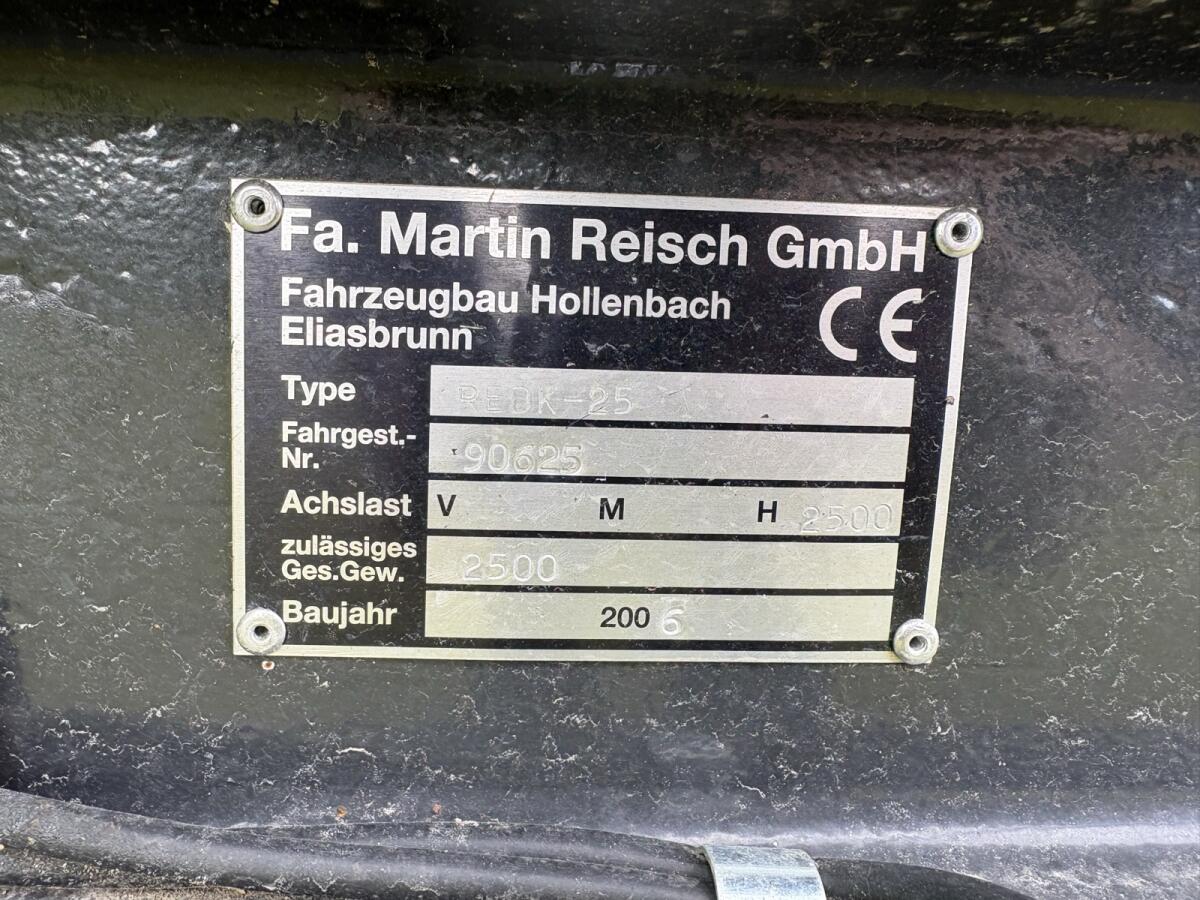 Fa. Martin Reisch GmbH
Fahrzeugbau Hollenbach
Eliasbrunn
CE
Type REDK-25
Fahrgest.-
Nr. 90625
Achslast V M H 2500
zulässiges
Ges.Gew. 2500
Baujahr 2006